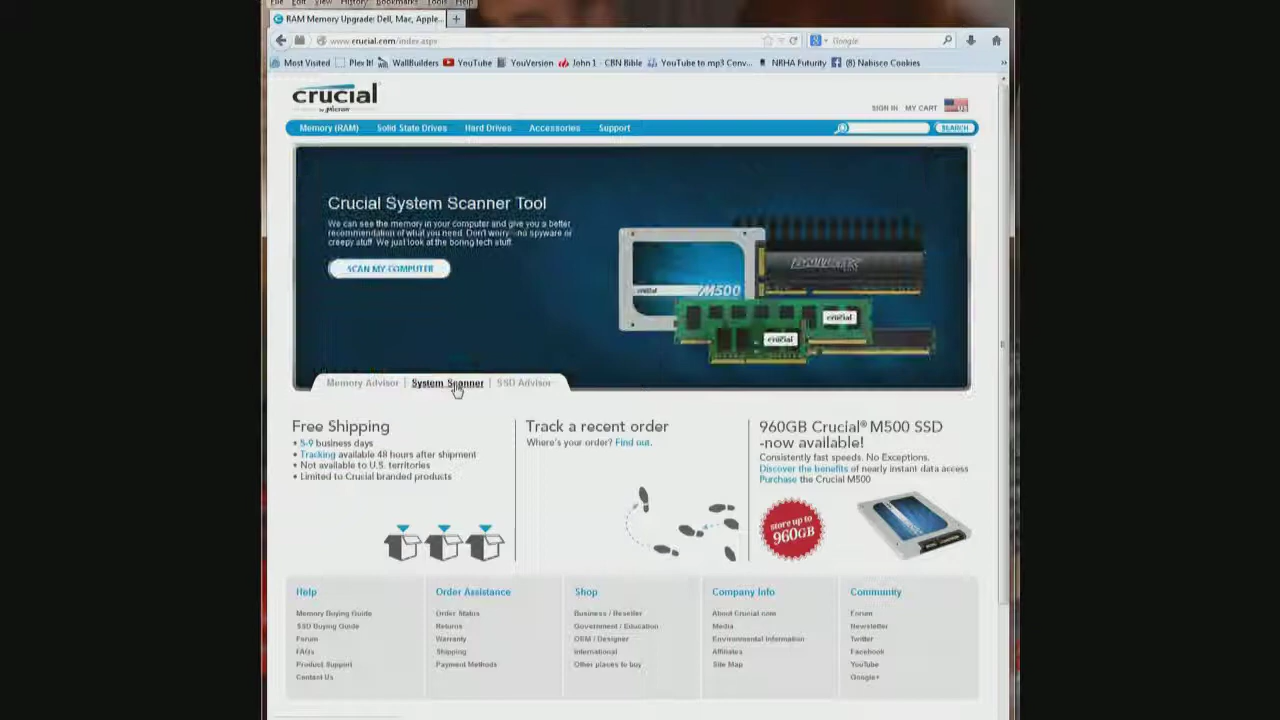 File Edit View History Bookmarks Tools Help
RAM Memory Upgrade: Dell, Mac, Apple... +
www.crucial.com/index.aspx
Google
Most Visited Plex It! WallBuilders YouTube YouVersion John 1 - CBN Bible YouTube to mp3 Conv... NRHA Futurity (8) Nabisco Cookies »
crucial
by Micron
SIGN IN MY CART
Memory (RAM) Solid State Drives Hard Drives Accessories Support SEARCH
Crucial System Scanner Tool
We can see the memory in your computer and give you a better
recommendation of what you need. Don't worry - no spyware or
creepy stuff. We just look at the boring tech stuff.
SCAN MY COMPUTER
BALLISTIX
crucial M500
crucial
crucial
Memory Advisor | System Scanner | SSD Advisor
Free Shipping
• 5-9 business days
• Tracking available 48 hours after shipment
• Not available to U.S. territories
• Limited to Crucial branded products
Track a recent order
Where's your order? Find out.
960GB Crucial® M500 SSD
-now available!
Consistently fast speeds. No Exceptions.
Discover the benefits of nearly instant data access
Purchase the Crucial M500
store up to
960GB
Help
Memory Buying Guide
SSD Buying Guide
Forum
FAQs
Product Support
Contact Us
Order Assistance
Order Status
Returns
Warranty
Shipping
Payment Methods
Shop
Business / Reseller
Government / Education
OEM / Designer
International
Other places to buy
Company Info
About Crucial.com
Media
Environmental Information
Affiliates
Site Map
Community
Forum
Newsletter
Twitter
Facebook
YouTube
Google+